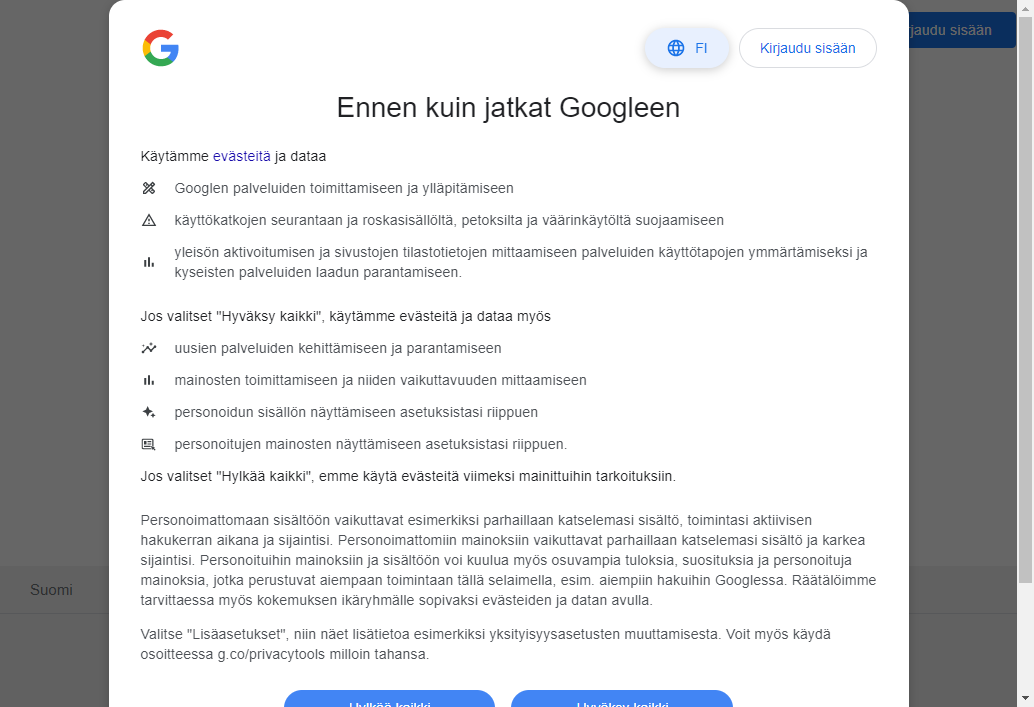 FI
Kirjaudu sisään
jaudu sisään
Ennen kuin jatkat Googleen
Käytämme evästeitä ja dataa
Googlen palveluiden toimittamiseen ja ylläpitämiseen
käyttökatkojen seurantaan ja roskasisällöltä, petoksilta ja väärinkäytöltä suojaamiseen
yleisön aktivoitumisen ja sivustojen tilastotietojen mittaamiseen palveluiden käyttötapojen ymmärtämiseksi ja
kyseisten palveluiden laadun parantamiseen.
Jos valitset "Hyväksy kaikki", käytämme evästeitä ja dataa myös
uusien palveluiden kehittämiseen ja parantamiseen
mainosten toimittamiseen ja niiden vaikuttavuuden mittaamiseen
personoidun sisällön näyttämiseen asetuksistasi riippuen
personoitujen mainosten näyttämiseen asetuksistasi riippuen.
Jos valitset "Hylkää kaikki", emme käytä evästeitä viimeksi mainittuihin tarkoituksiin.
Personoimattomaan sisältöön vaikuttavat esimerkiksi parhaillaan katselemasi sisältö, toimintasi aktiivisen
hakukerran aikana ja sijaintisi. Personoimattomiin mainoksiin vaikuttavat parhaillaan katselemasi sisältö ja karkea
sijaintisi. Personoituihin mainoksiin ja sisältöön voi kuulua myös osuvampia tuloksia, suosituksia ja personoituja
mainoksia, jotka perustuvat aiempaan toimintaan tällä selaimella, esim. aiempiin hakuihin Googlessa. Räätälöimme
tarvittaessa myös kokemuksen ikäryhmälle sopivaksi evästeiden ja datan avulla.
Suomi
Valitse "Lisäasetukset", niin näet lisätietoa esimerkiksi yksityisyysasetusten muuttamisesta. Voit myös käydä
osoitteessa g.co/privacytools milloin tahansa.
Hylkää kaikki
Hyväksy kaikki